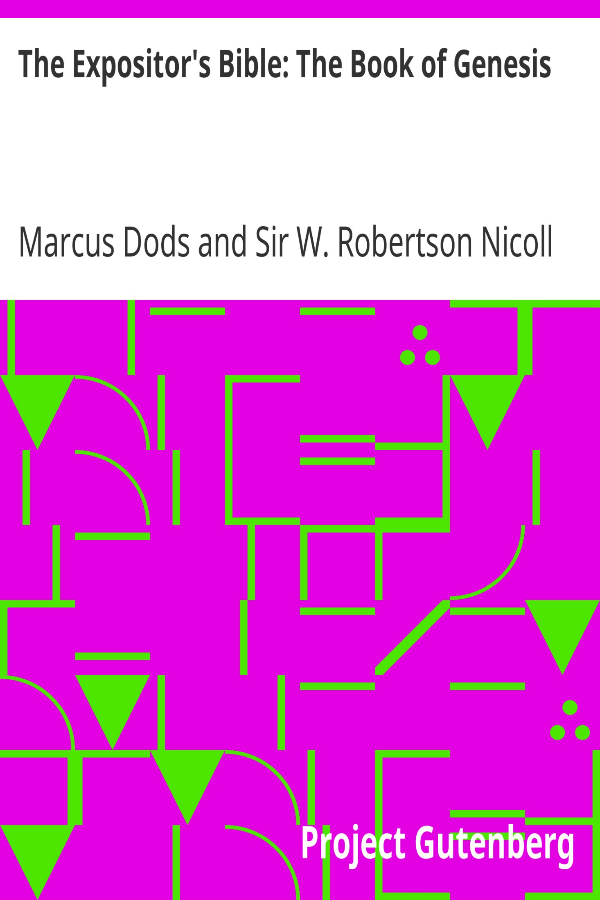 The Expositor's Bible: The Book of Genesis
Marcus Dods and Sir W. Robertson Nicoll
Project Gutenberg